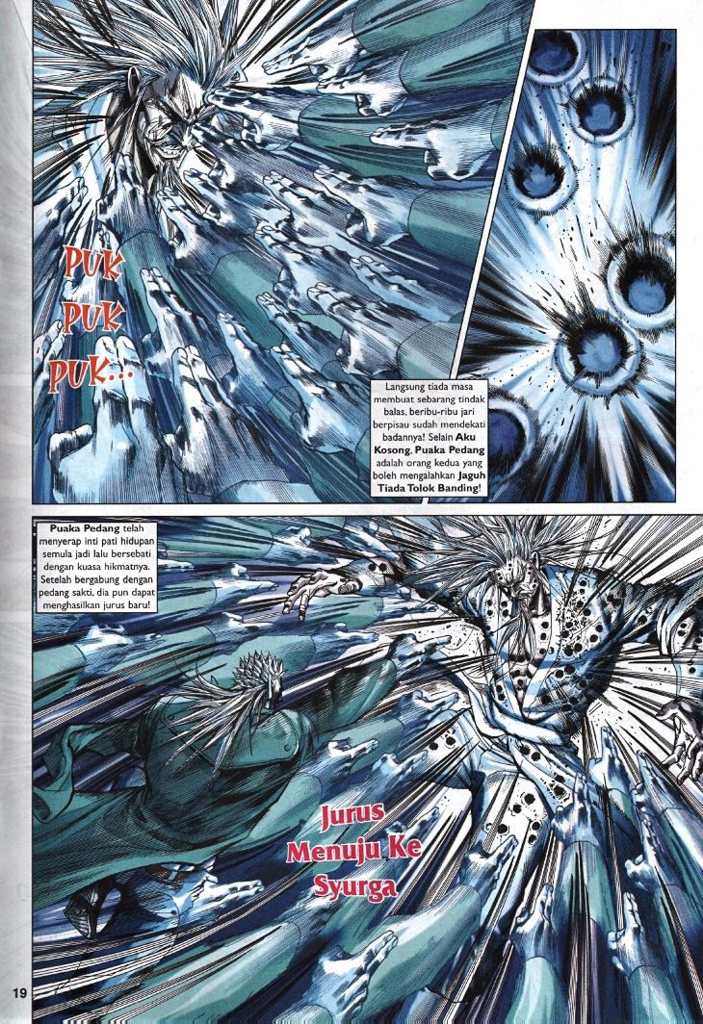 PUK
PUK
PUK...
Langsung tiada masa
membuat sebarang tindak
balas, beribu-ribu jari
berpisau sudah mendekati
badannya! Selain Aku
Kosong, Puaka Pedang
adalah orang kedua yang
boleh mengalahkan Jaguh
Tiada Tolok Banding!
Puaka Pedang telah
menyerap inti pati hidupan
semula jadi lalu bersebati
dengan kuasa hikmatnya.
Setelah bergabung dengan
pedang sakti, dia pun dapat
menghasilkan jurus baru!
Jurus
Menuju Ke
Syurga
19